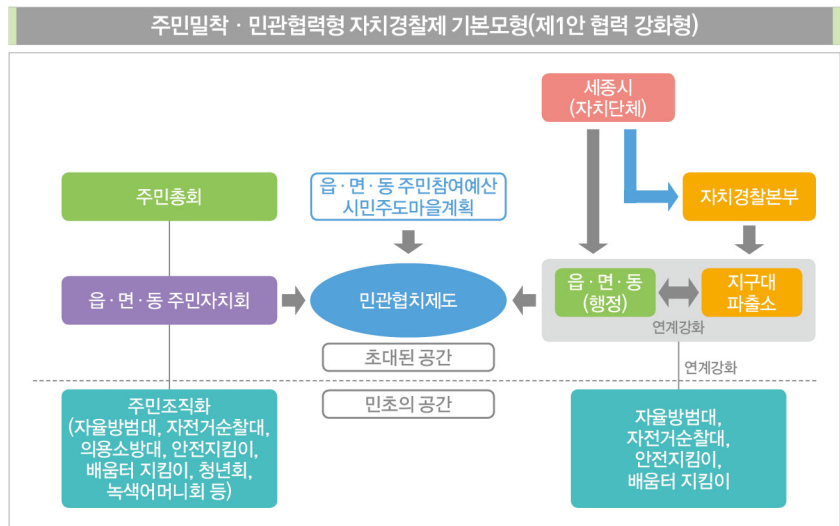 주민밀착 · 민관협력형 자치경찰제 기본모형(제1안 협력 강화형)
세종시
(자치단체)
주민총회
읍 · 면 · 동 주민참여예산
시민주도마을계획
자치경찰본부
읍 · 면 · 동 주민자치회
민관협치제도
읍 · 면 · 동
(행정)
지구대
파출소
연계강화
초대된 공간
연계강화
민초의 공간
주민조직화
(자율방범대, 자전거순찰대,
의용소방대, 안전지킴이,
배움터 지킴이, 청년회,
녹색어머니회 등)
자율방범대,
자전거순찰대,
안전지킴이,
배움터 지킴이